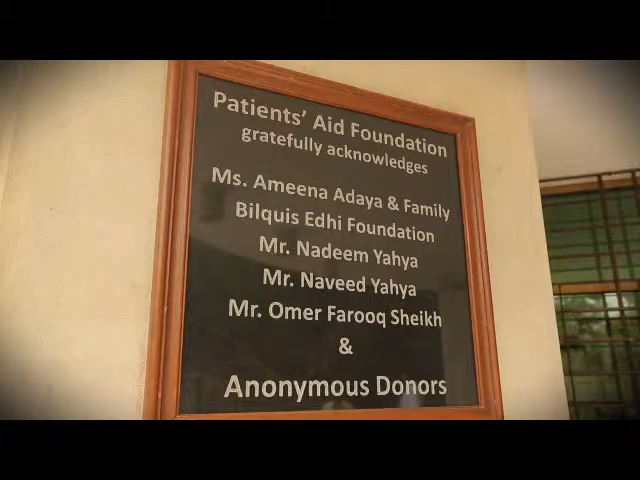 Patients' Aid Foundation
gratefully acknowledges
Ms. Ameena Adaya & Family
Bilquis Edhi Foundation
Mr. Nadeem Yahya
Mr. Naveed Yahya
Mr. Omer Farooq Sheikh
&
Anonymous Donors